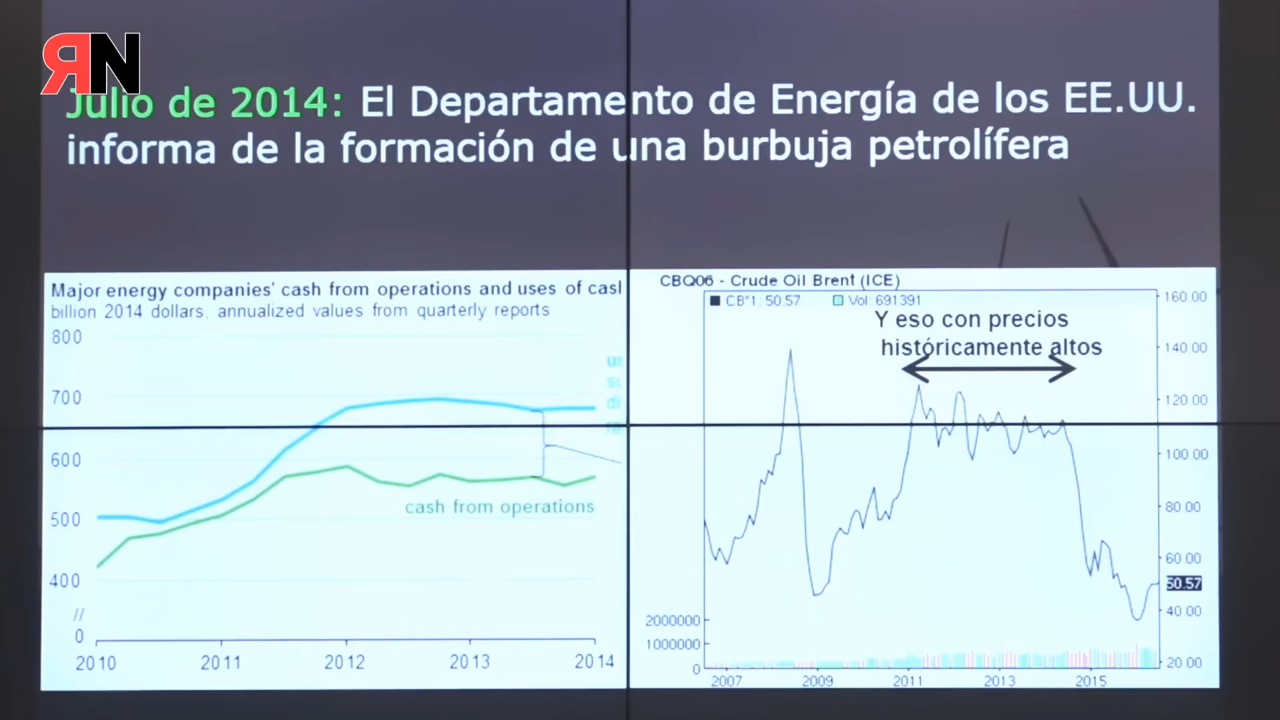 RN
Julio de 2014: El Departamento de Energía de los EE.UU.
informa de la formación de una burbuja petrolífera
Major energy companies' cash from operations and uses of casl
billion 2014 dollars, annualized values from quarterly reports
800
700
600
500
400
//
0
cash from operations
2010 2011 2012 2013 2014
CBQ06 - Crude Oil Brent (ICE)
CB"1: 50.57 Vol 691391
Y eso con precios
históricamente altos
160.00
140.00
120.00
100.00
80.00
60.00
50.57
40.00
20.00
2000000
1000000
0
2007 2009 2011 2013 2015